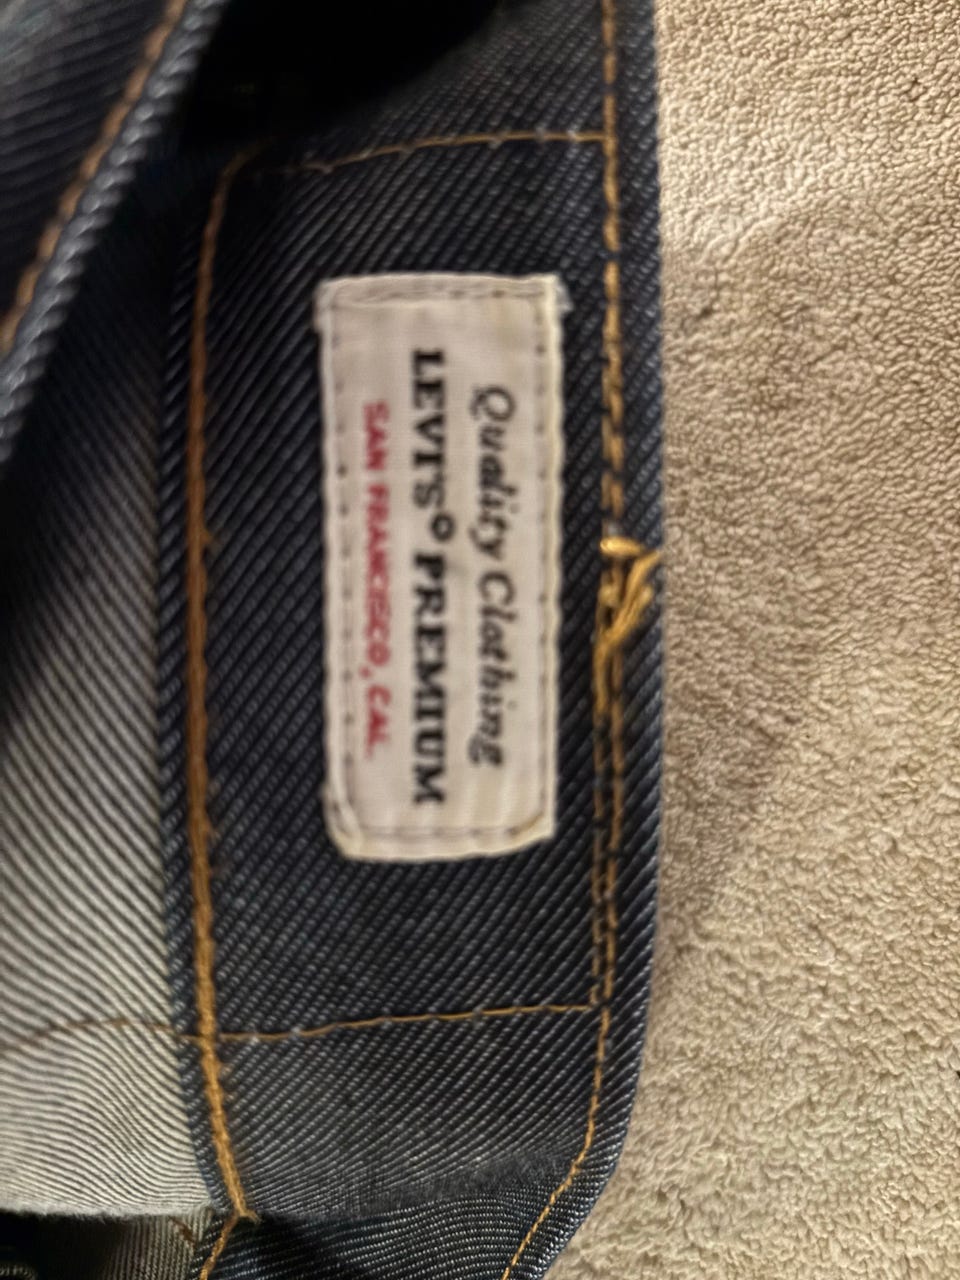 Quality Clothing
LEVI'S® PREMIUM
SAN FRANCISCO, CAL.